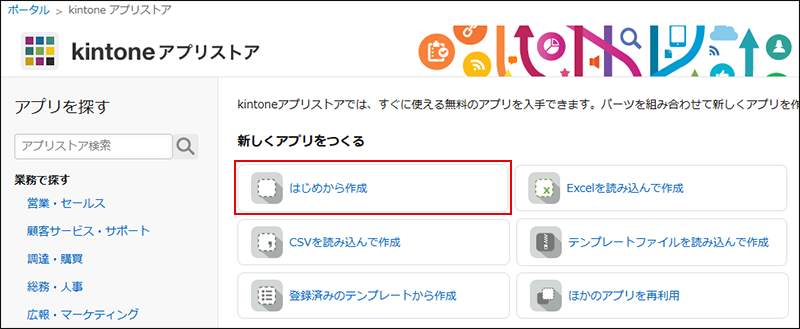 ポータル > kintone アプリストア
kintone アプリストア
アプリを探す
アプリストア検索
業務で探す
営業・セールス
顧客サービス・サポート
調達・購買
総務・人事
広報・マーケティング
kintoneアプリストアでは、すぐに使える無料のアプリを入手できます。パーツを組み合わせて新しくアプリを作
新しくアプリをつくる
はじめから作成
Excelを読み込んで作成
CSVを読み込んで作成
テンプレートファイルを読み込んで作成
登録済みのテンプレートから作成
ほかのアプリを再利用